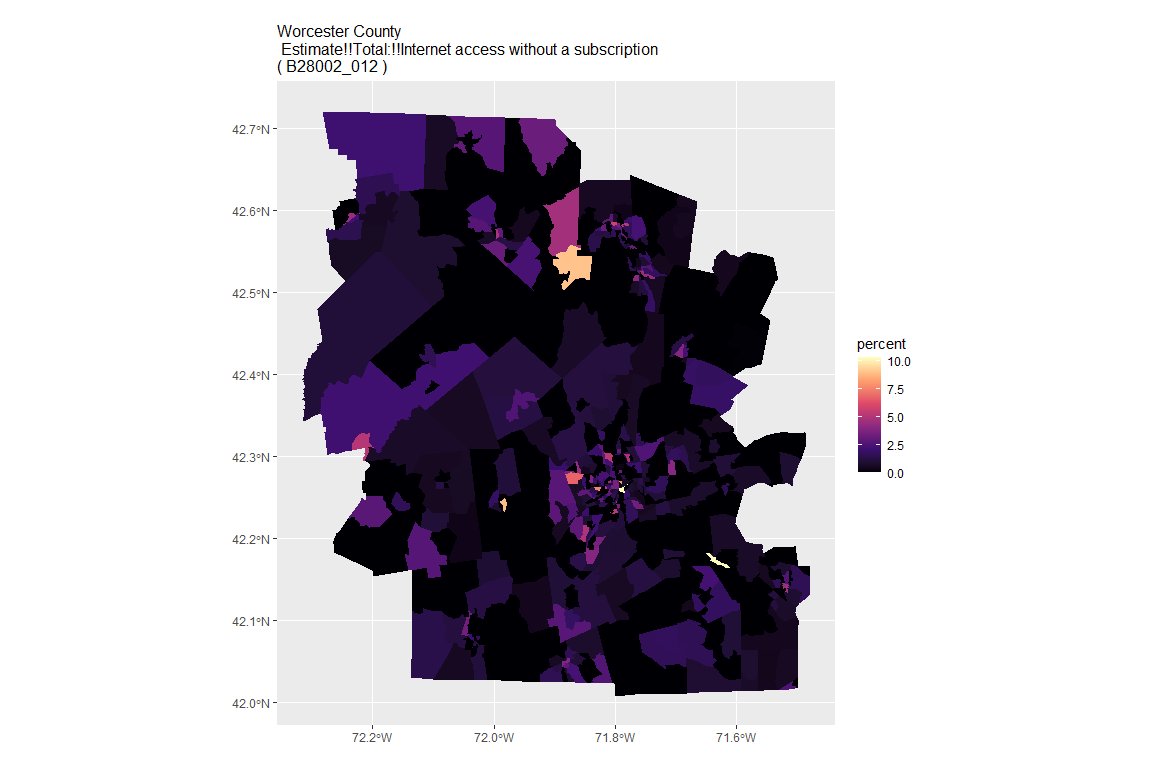 Worcester County
Estimate!!Total:!!Internet access without a subscription
( B28002_012 )
42.7°N
42.6°N
42.5°N
42.4°N
42.3°N
42.2°N
42.1°N
42.0°N
72.2°W 72.0°W 71.8°W 71.6°W
percent
10.0
7.5
5.0
2.5
0.0